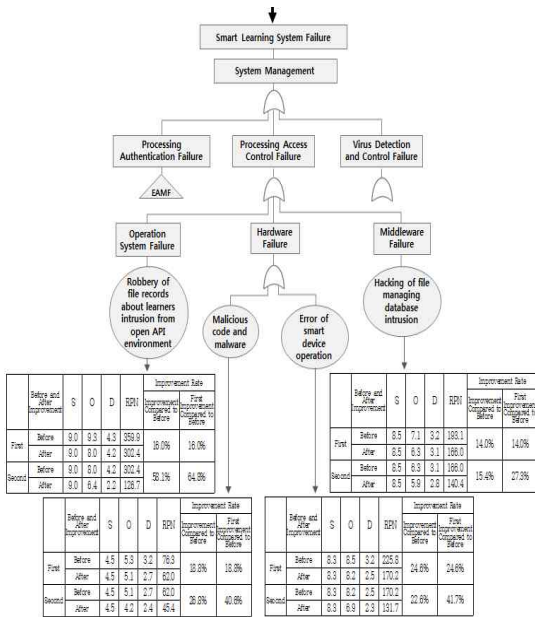 Smart Learning System Failure
System Management
Processing
Authentication Failure
Processing Access
Control Failure
Virus Detection
and Control Failure
EAMF
Operation
System Failure
Hardware
Failure
Middleware
Failure
Robbery of
file records
about learners
intrusion from
open API
environment
Malicious
code and
malware
Error of
smart
device
operation
Hacking of file
managing
database
intrusion
Before and After Improvement S O D RPN Improvement Rate
Improvement Compared to Before First Improvement Compared to Before
First Before 9.0 9.3 4.3 359.9 16.0% 16.0%
After 9.0 8.0 4.2 302.4
Second Before 9.0 8.0 4.2 302.4 58.1% 64.8%
After 9.0 6.4 2.2 126.7
Before and After Improvement S O D RPN Improvement Rate
Improvement Compared to Before First Improvement Compared to Before
First Before 8.5 7.1 3.2 193.1 14.0% 14.0%
After 8.5 6.3 3.1 166.0
Second Before 8.5 6.3 3.1 166.0 15.4% 27.3%
After 8.5 5.9 2.8 140.4
Before and After Improvement S O D RPN Improvement Rate
Improvement Compared to Before First Improvement Compared to Before
First Before 4.5 5.3 3.2 76.3 18.8% 18.8%
After 4.5 5.1 2.7 62.0
Second Before 4.5 5.1 2.7 62.0 26.8% 40.6%
After 4.5 4.2 2.4 45.4
Before and After Improvement S O D RPN Improvement Rate
Improvement Compared to Before First Improvement Compared to Before
First Before 8.3 8.5 3.2 225.8 24.6% 24.6%
After 8.3 8.2 2.5 170.2
Second Before 8.3 8.2 2.5 170.2 22.6% 41.7%
After 8.3 6.9 2.3 131.7